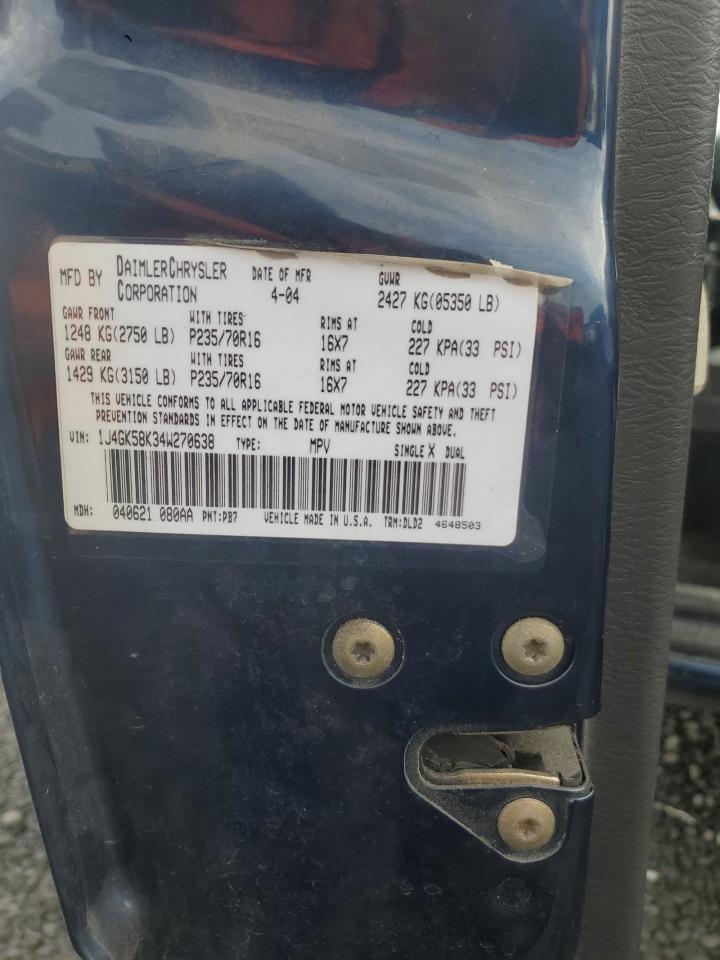 MFD BY DAIMLERCHRYSLER CORPORATION DATE OF MFR 4-04 GVWR 2427 KG(05350 LB)
GAWR FRONT WITH TIRES RIMS AT COLD
1248 KG(2750 LB) P235/70R16 16X7 227 KPA(33 PSI)
GAWR REAR WITH TIRES RIMS AT COLD
1429 KG(3150 LB) P235/70R16 16X7 227 KPA(33 PSI)
THIS VEHICLE CONFORMS TO ALL APPLICABLE FEDERAL MOTOR VEHICLE SAFETY AND THEFT
PREVENTION STANDARDS IN EFFECT ON THE DATE OF MANUFACTURE SHOWN ABOVE.
VIN: 1J4GK58K34W270638 TYPE: MPV SINGLE X DUAL
MDH: 040621 080AA PNT:PB7 VEHICLE MADE IN U.S.A. TRM:DLD2 4648503